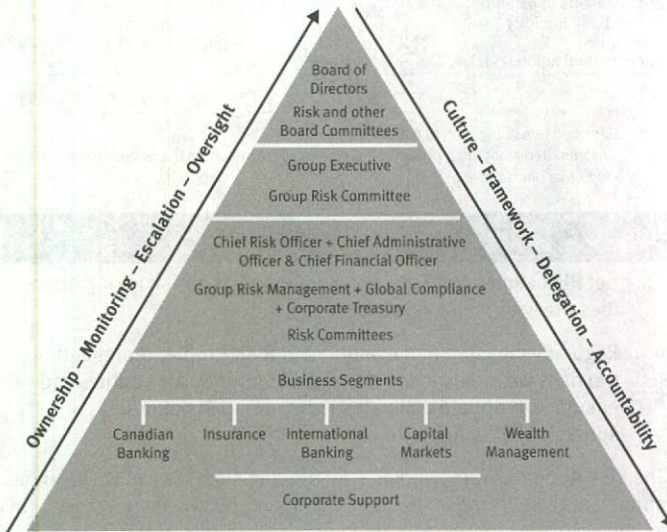 Board of
Directors
Risk and other
Board Committees
Group Executive
Group Risk Committee
Chief Risk Officer + Chief Administrative
Officer & Chief Financial Officer
Group Risk Management + Global Compliance
+ Corporate Treasury
Risk Committees
Business Segments
Canadian
Banking
Insurance
International
Banking
Capital
Markets
Wealth
Management
Corporate Support
Ownership – Monitoring – Escalation – Oversight
Culture – Framework – Delegation – Accountability